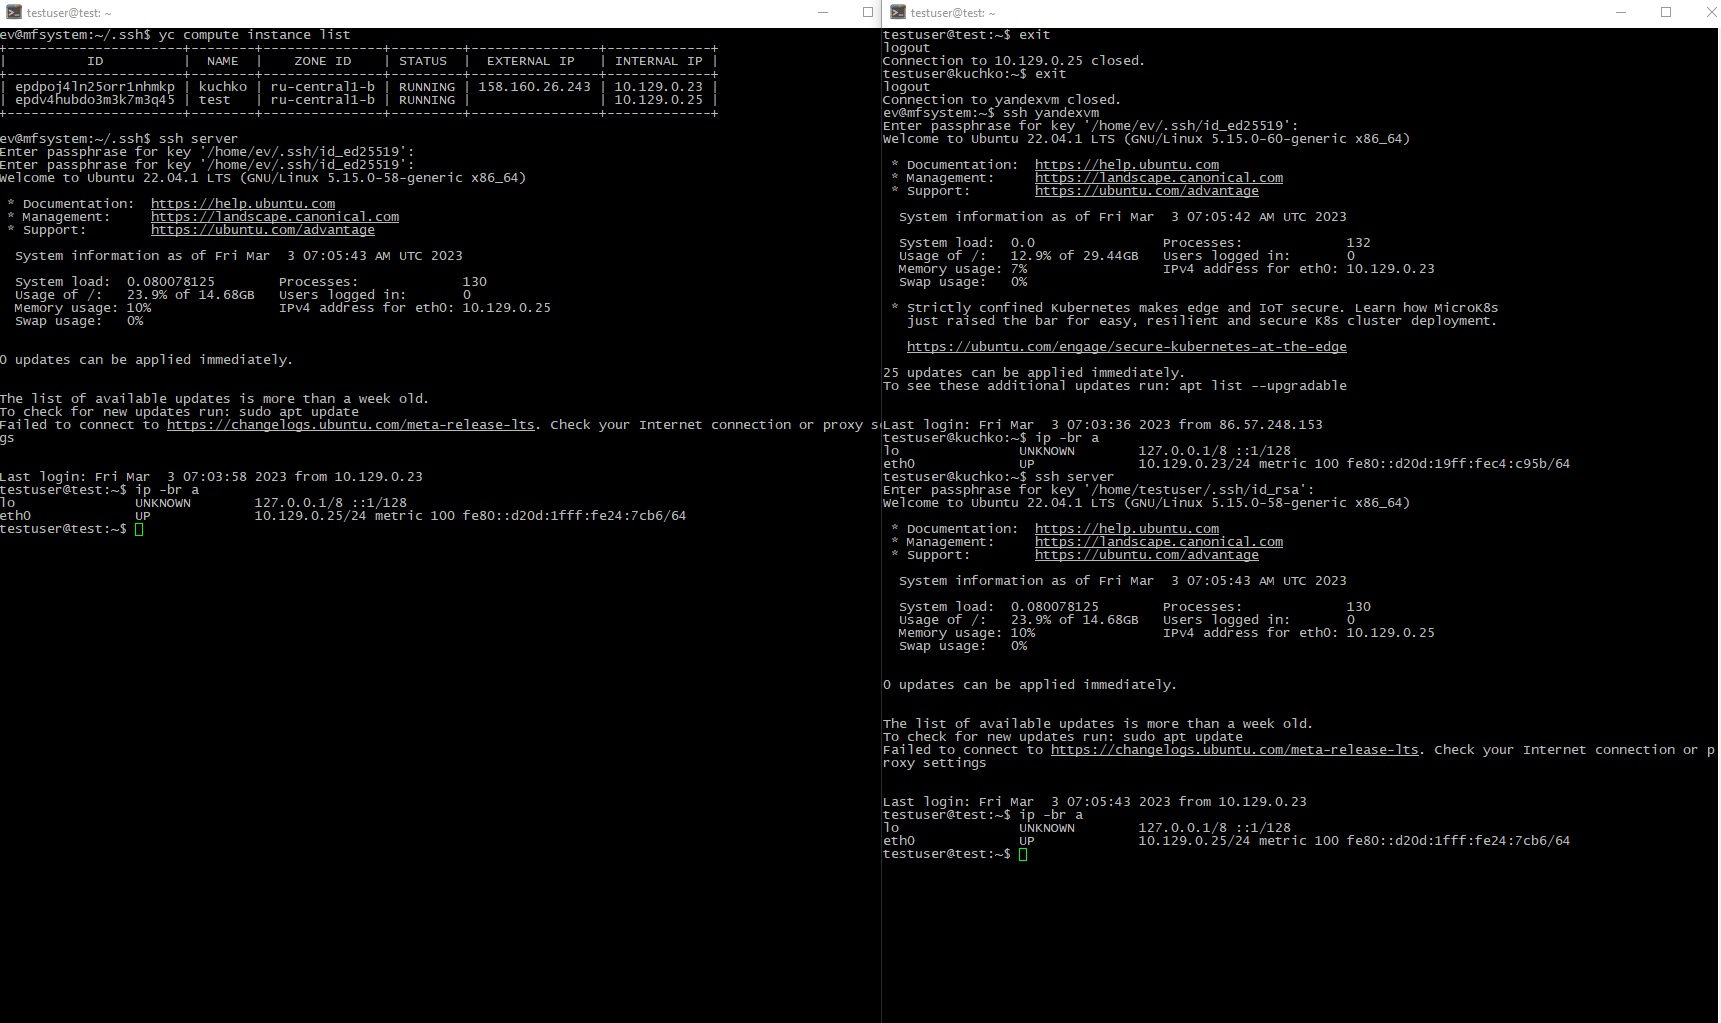 testuser@test: ~
ev@mfsystem:~/.ssh$ yc compute instance list
+----------------------+--------+---------------+---------+----------------+-------------+
|          ID          |  NAME  |    ZONE ID    | STATUS  |  EXTERNAL IP   | INTERNAL IP |
+----------------------+--------+---------------+---------+----------------+-------------+
| epdpoj4ln25orr1nhmkp | kuchko | ru-central1-b | RUNNING | 158.160.26.243 | 10.129.0.23 |
| epdv4hubdo3m3k7m3q45 | test   | ru-central1-b | RUNNING |                | 10.129.0.25 |
+----------------------+--------+---------------+---------+----------------+-------------+
ev@mfsystem:~/.ssh$ ssh server
Enter passphrase for key '/home/ev/.ssh/id_ed25519':
Enter passphrase for key '/home/ev/.ssh/id_ed25519':
Welcome to Ubuntu 22.04.1 LTS (GNU/Linux 5.15.0-58-generic x86_64)
* Documentation:  https://help.ubuntu.com
* Management:     https://landscape.canonical.com
* Support:        https://ubuntu.com/advantage
System information as of Fri Mar  3 07:05:43 AM UTC 2023
System load:  0.080078125        Processes:             130
Usage of /:   23.9% of 14.68GB   Users logged in:       0
Memory usage: 10%                IPv4 address for eth0: 10.129.0.25
Swap usage:   0%
0 updates can be applied immediately.
The list of available updates is more than a week old.
To check for new updates run: sudo apt update
Failed to connect to https://changelogs.ubuntu.com/meta-release-lts. Check your Internet connection or proxy s
gs
Last login: Fri Mar  3 07:03:58 2023 from 10.129.0.23
testuser@test:~$ ip -br a
lo               UNKNOWN        127.0.0.1/8 ::1/128
eth0             UP             10.129.0.25/24 metric 100 fe80::d20d:1fff:fe24:7cb6/64
testuser@test:~$
testuser@test: ~
testuser@test:~$ exit
logout
Connection to 10.129.0.25 closed.
testuser@kuchko:~$ exit
logout
Connection to yandexvm closed.
ev@mfsystem:~/.ssh$ ssh yandexvm
Enter passphrase for key '/home/ev/.ssh/id_ed25519':
Welcome to Ubuntu 22.04.1 LTS (GNU/Linux 5.15.0-60-generic x86_64)
* Documentation:  https://help.ubuntu.com
* Management:     https://landscape.canonical.com
* Support:        https://ubuntu.com/advantage
System information as of Fri Mar  3 07:05:42 AM UTC 2023
System load:  0.0                Processes:             132
Usage of /:   12.9% of 29.44GB   Users logged in:       0
Memory usage: 7%                 IPv4 address for eth0: 10.129.0.23
Swap usage:   0%
* Strictly confined Kubernetes makes edge and IoT secure. Learn how MicroK8s
just raised the bar for easy, resilient and secure K8s cluster deployment.
https://ubuntu.com/engage/secure-kubernetes-at-the-edge
25 updates can be applied immediately.
To see these additional updates run: apt list --upgradable
Last login: Fri Mar  3 07:03:36 2023 from 86.57.248.153
testuser@kuchko:~$ ip -br a
lo               UNKNOWN        127.0.0.1/8 ::1/128
eth0             UP             10.129.0.23/24 metric 100 fe80::d20d:19ff:fec4:c95b/64
testuser@kuchko:~$ ssh server
Enter passphrase for key '/home/testuser/.ssh/id_rsa':
Welcome to Ubuntu 22.04.1 LTS (GNU/Linux 5.15.0-58-generic x86_64)
* Documentation:  https://help.ubuntu.com
* Management:     https://landscape.canonical.com
* Support:        https://ubuntu.com/advantage
System information as of Fri Mar  3 07:05:43 AM UTC 2023
System load:  0.080078125        Processes:             130
Usage of /:   23.9% of 14.68GB   Users logged in:       0
Memory usage: 10%                IPv4 address for eth0: 10.129.0.25
Swap usage:   0%
0 updates can be applied immediately.
The list of available updates is more than a week old.
To check for new updates run: sudo apt update
Failed to connect to https://changelogs.ubuntu.com/meta-release-lts. Check your Internet connection or p
roxy settings
Last login: Fri Mar  3 07:05:43 2023 from 10.129.0.23
testuser@test:~$ ip -br a
lo               UNKNOWN        127.0.0.1/8 ::1/128
eth0             UP             10.129.0.25/24 metric 100 fe80::d20d:1fff:fe24:7cb6/64
testuser@test:~$